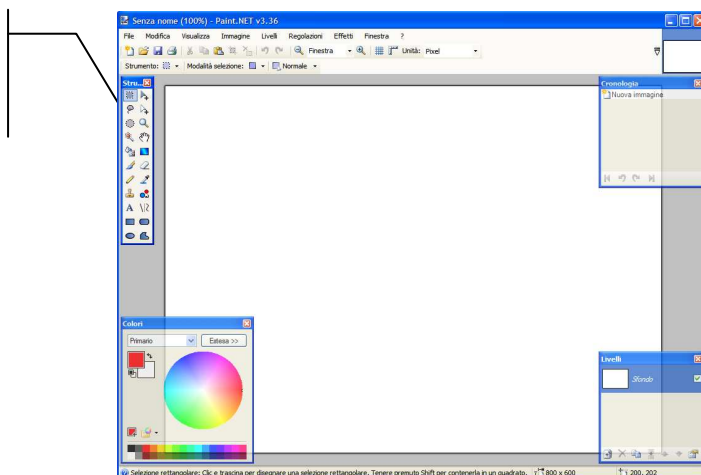 Senza nome (100%) - Paint.NET v3.36
File Modifica Visualizza Immagine Livelli Regolazioni Effetti Finestra ?
Finestra Unità: Pixel
Strumento: Modalità selezione: Normale
Stru...
Cronologia
Nuova immagine
Colori
Primario Estesa >>
Livelli
Sfondo
Selezione rettangolare: Clic e trascina per disegnare una selezione rettangolare. Tenere premuto Shift per contenerla in un quadrato. 800 x 600 200, 202